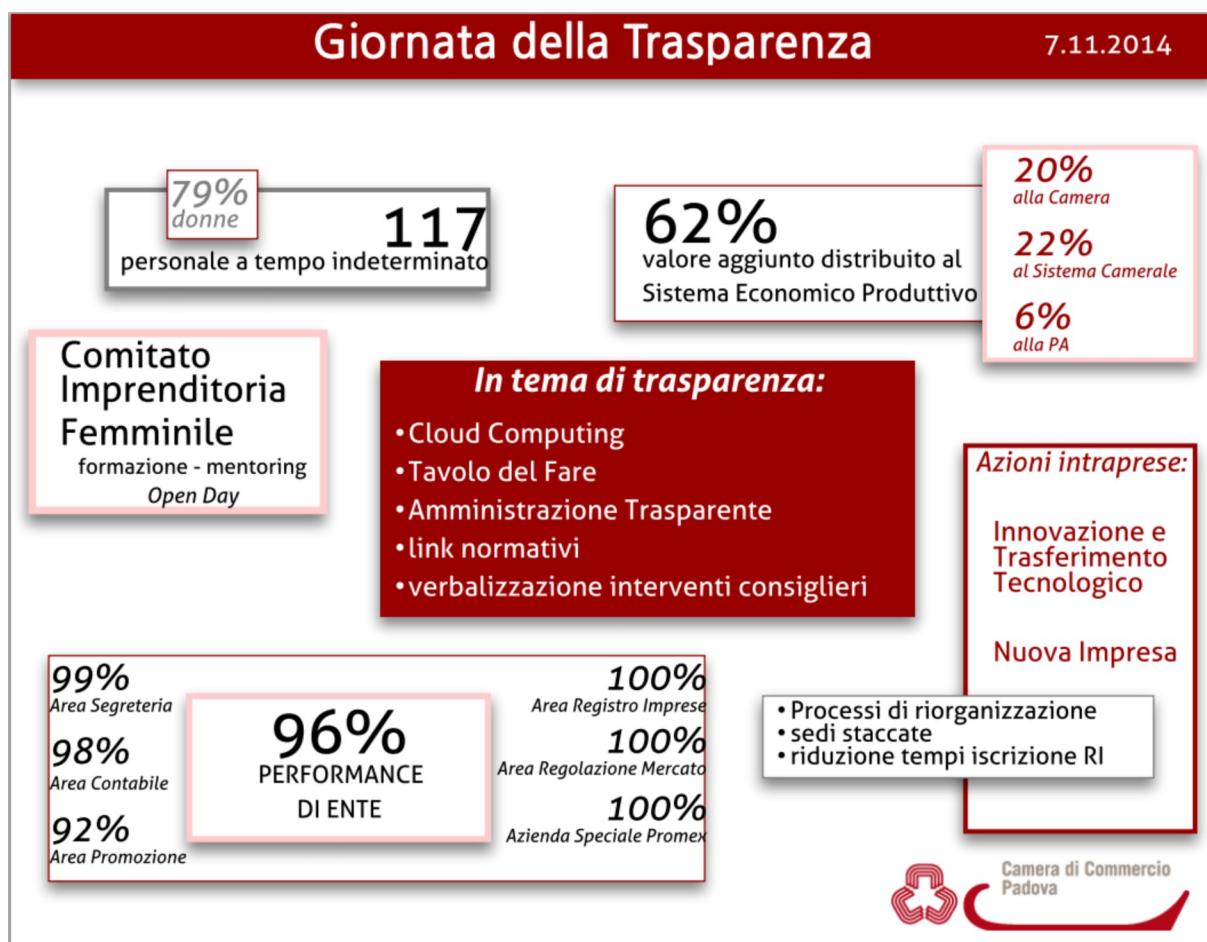 Giornata della Trasparenza
7.11.2014
79%
donne
117
personale a tempo indeterminato
62%
valore aggiunto distribuito al
Sistema Economico Produttivo
20%
alla Camera
22%
al Sistema Camerale
6%
alla PA
Comitato
Imprenditoria
Femminile
formazione - mentoring
Open Day
In tema di trasparenza:
• Cloud Computing
• Tavolo del Fare
• Amministrazione Trasparente
• link normativi
• verbalizzazione interventi consiglieri
Azioni intraprese:
Innovazione e
Trasferimento
Tecnologico
Nuova Impresa
• Processi di riorganizzazione
• sedi staccate
• riduzione tempi iscrizione RI
99%
Area Segreteria
98%
Area Contabile
92%
Area Promozione
96%
PERFORMANCE
DI ENTE
100%
Area Registro Imprese
100%
Area Regolazione Mercato
100%
Azienda Speciale Promex
Camera di Commercio
Padova